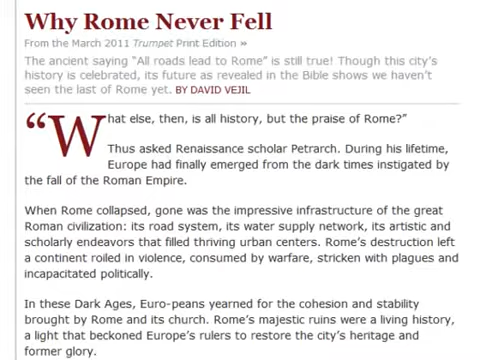 Why Rome Never Fell
From the March 2011 Trumpet Print Edition »
The ancient saying “All roads lead to Rome” is still true! Though this city’s
history is celebrated, its future as revealed in the Bible shows we haven’t
seen the last of Rome yet. BY DAVID VEJIL
“What else, then, is all history, but the praise of Rome?”
Thus asked Renaissance scholar Petrarch. During his lifetime,
Europe had finally emerged from the dark times instigated by
the fall of the Roman Empire.
When Rome collapsed, gone was the impressive infrastructure of the great
Roman civilization: its road system, its water supply network, its artistic and
scholarly endeavors that filled thriving urban centers. Rome’s destruction left
a continent roiled in violence, consumed by warfare, stricken with plagues and
incapacitated politically.
In these Dark Ages, Euro-peans yearned for the cohesion and stability
brought by Rome and its church. Rome’s majestic ruins were a living history,
a light that beckoned Europe’s rulers to restore the city’s heritage and
former glory.